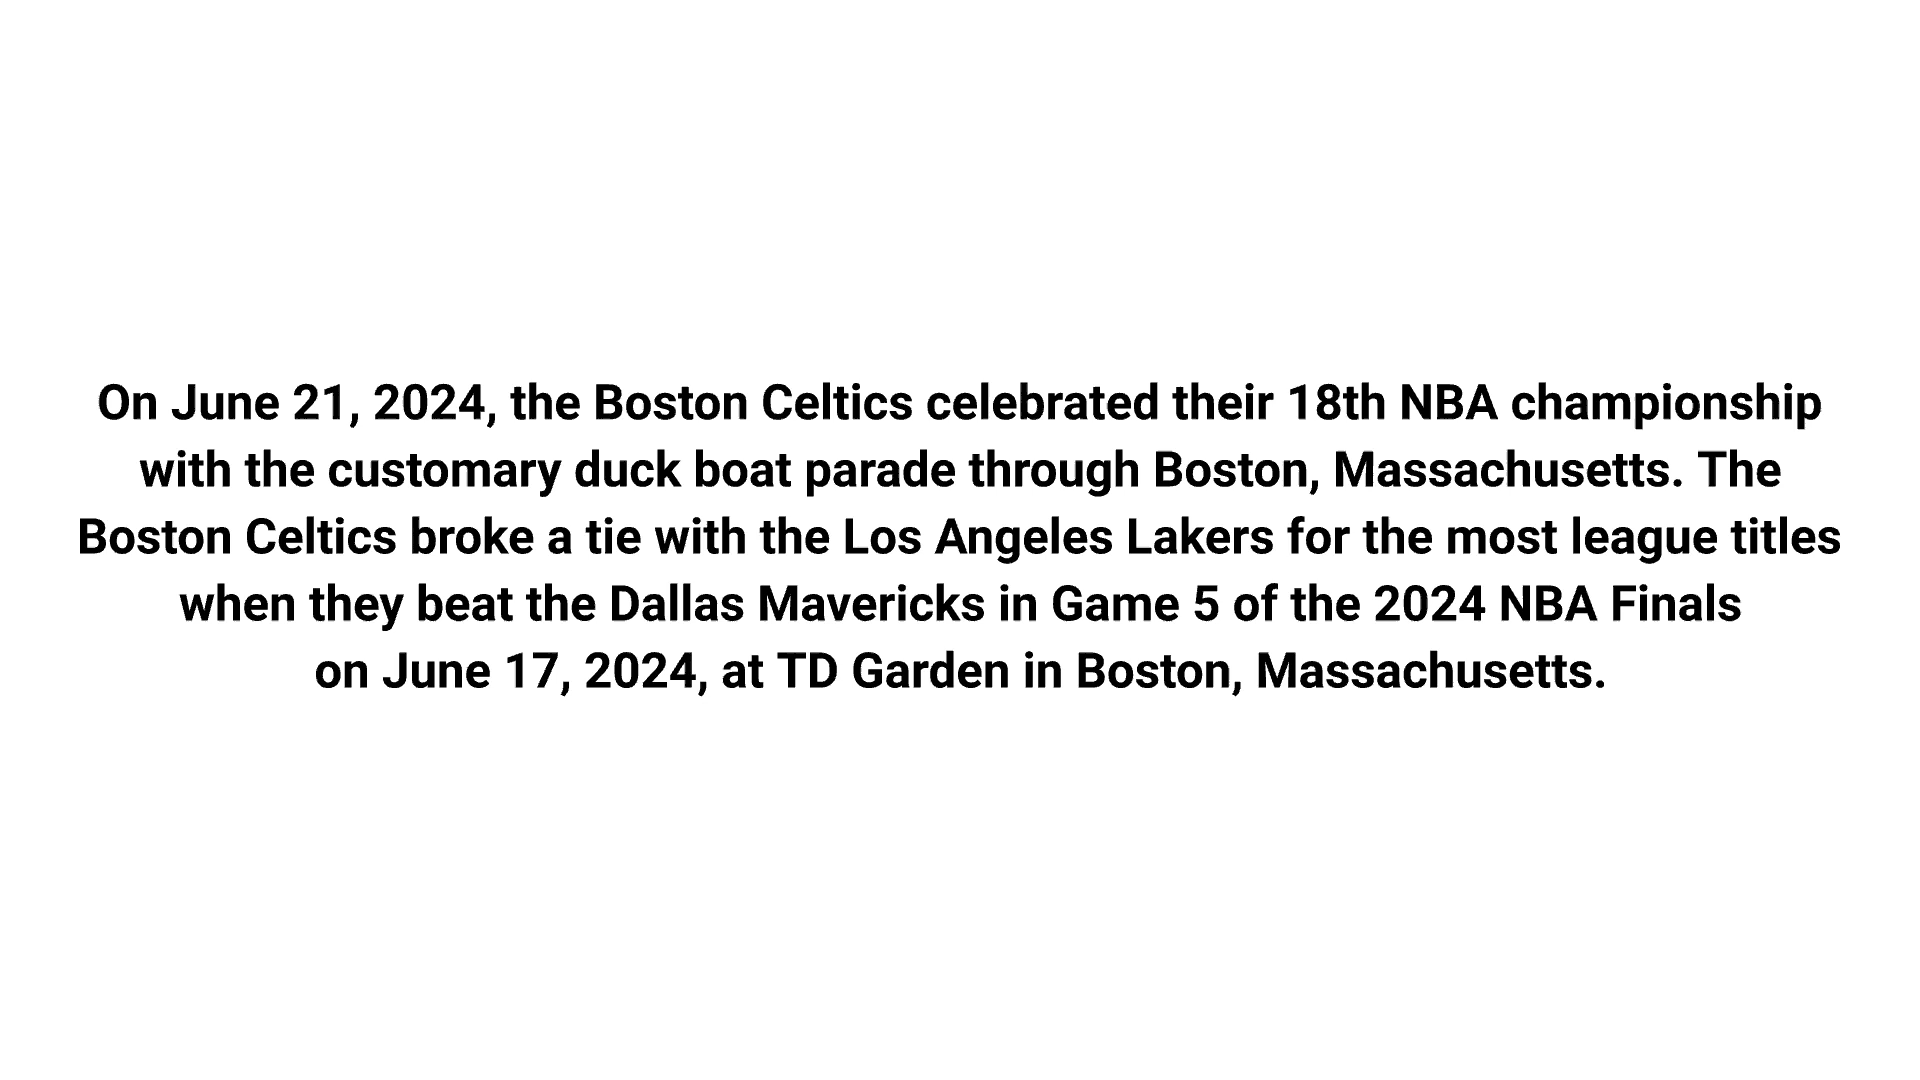 On June 21, 2024, the Boston Celtics celebrated their 18th NBA championship
with the customary duck boat parade through Boston, Massachusetts. The
Boston Celtics broke a tie with the Los Angeles Lakers for the most league titles
when they beat the Dallas Mavericks in Game 5 of the 2024 NBA Finals
on June 17, 2024, at TD Garden in Boston, Massachusetts.